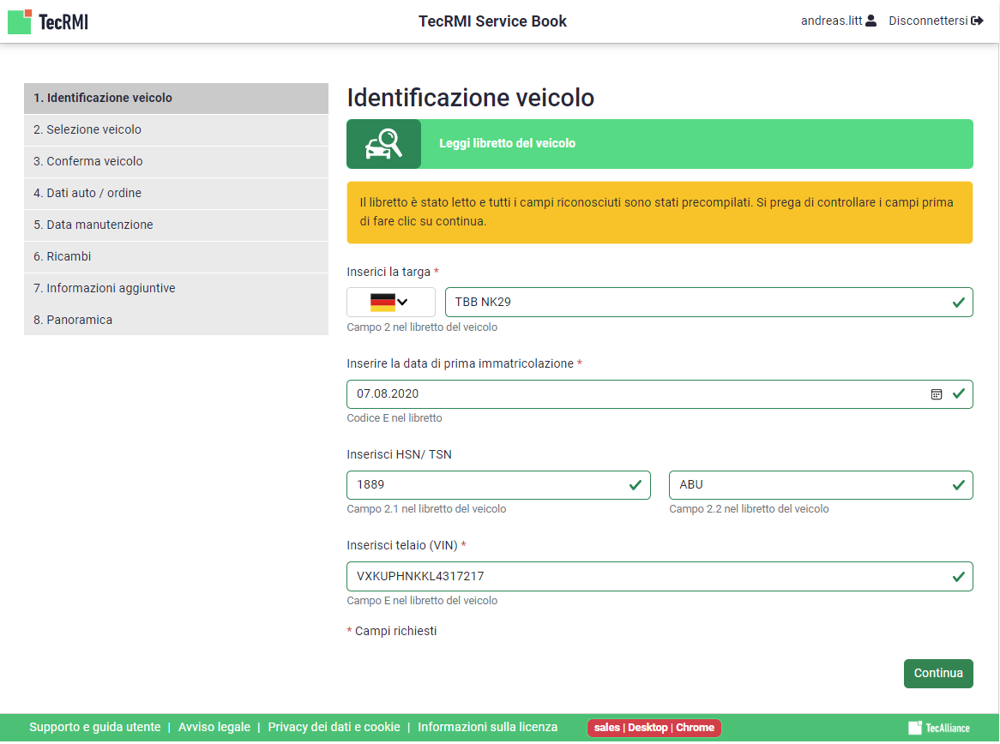 TecRMI
TecRMI Service Book
andreas.litt
Disconnettersi
1. Identificazione veicolo
2. Selezione veicolo
3. Conferma veicolo
4. Dati auto / ordine
5. Data manutenzione
6. Ricambi
7. Informazioni aggiuntive
8. Panoramica
Identificazione veicolo
Leggi libretto del veicolo
Il libretto è stato letto e tutti i campi riconosciuti sono stati precompilati. Si prega di controllare i campi prima
di fare clic su continua.
Inserici la targa *
TBB NK29
Campo 2 nel libretto del veicolo
Inserire la data di prima immatricolazione *
07.08.2020
Codice E nel libretto
Inserisci HSN/ TSN
1889
ABU
Campo 2.1 nel libretto del veicolo
Campo 2.2 nel libretto del veicolo
Inserisci telaio (VIN) *
VXKUPHNKKL4317217
Campo E nel libretto del veicolo
* Campi richiesti
Continua
Supporto e guida utente | Avviso legale | Privacy dei dati e cookie | Informazioni sulla licenza
sales | Desktop | Chrome
TecAlliance